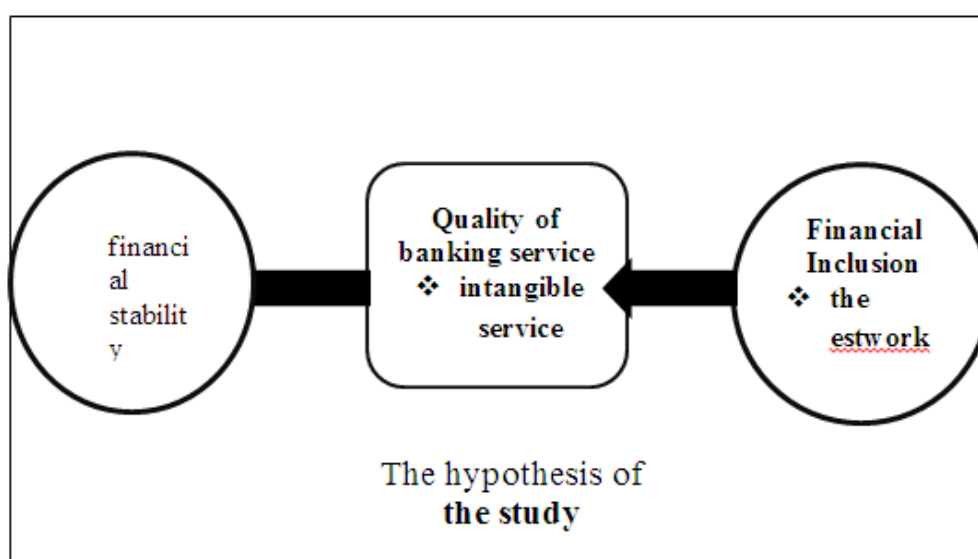 financi
al
stabilit
y
Quality of
banking service
❖ intangible
service
Financial
Inclusion
❖ the
estwork
The hypothesis of
the study